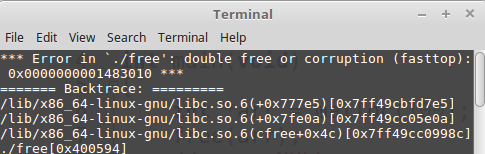 Terminal
File Edit View Search Terminal Help
*** Error in `./free': double free or corruption (fasttop):
 0x0000000001483010 ***
======= Backtrace: =========
/lib/x86_64-linux-gnu/libc.so.6(+0x777e5)[0x7ff49cbfd7e5]
/lib/x86_64-linux-gnu/libc.so.6(+0x7fe0a)[0x7ff49cc05e0a]
/lib/x86_64-linux-gnu/libc.so.6(cfree+0x4c)[0x7ff49cc0998c]
./free[0x400594]